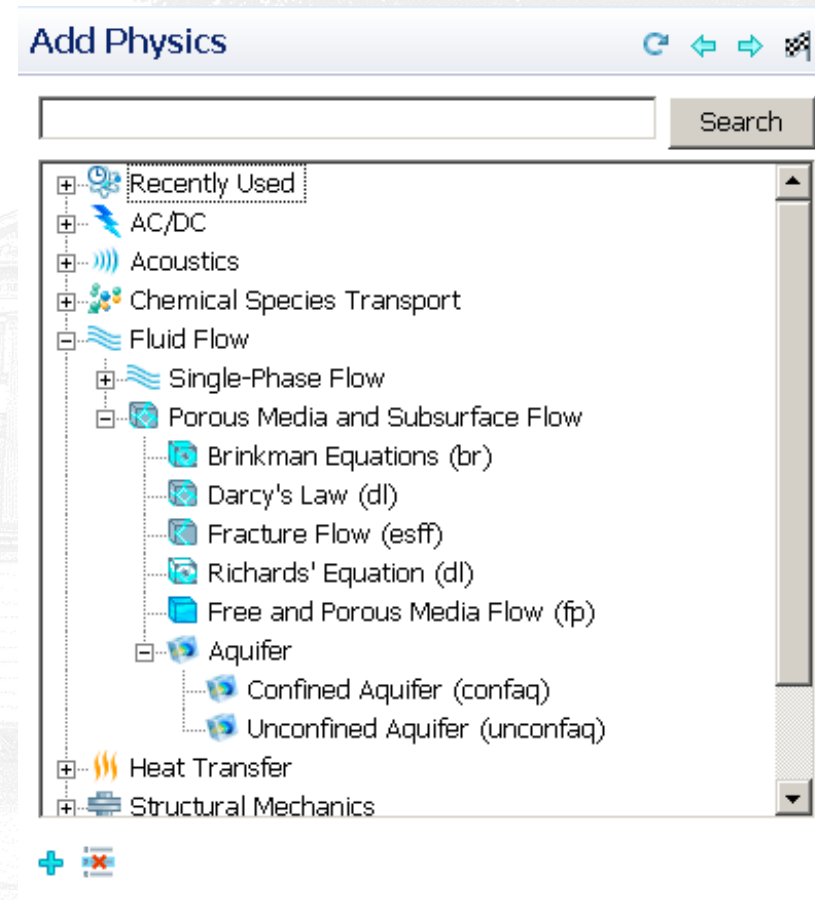 Add Physics
Search
Recently Used
AC/DC
Acoustics
Chemical Species Transport
Fluid Flow
Single-Phase Flow
Porous Media and Subsurface Flow
Brinkman Equations (br)
Darcy's Law (dl)
Fracture Flow (esff)
Richards' Equation (dl)
Free and Porous Media Flow (fp)
Aquifer
Confined Aquifer (confaq)
Unconfined Aquifer (unconfaq)
Heat Transfer
Structural Mechanics